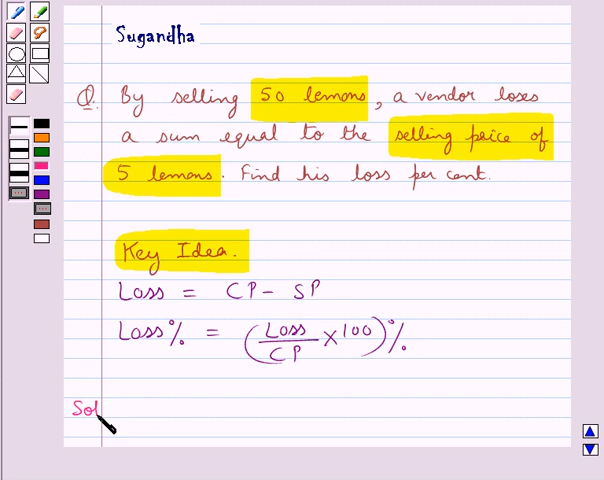 Sugandha
Q. By selling 50 lemons, a vendor loses
a sum equal to the selling price of
5 lemons. Find his loss per cent.
Key Idea.
Loss = CP - SP
Loss% = (Loss/CP × 100)%
Sol